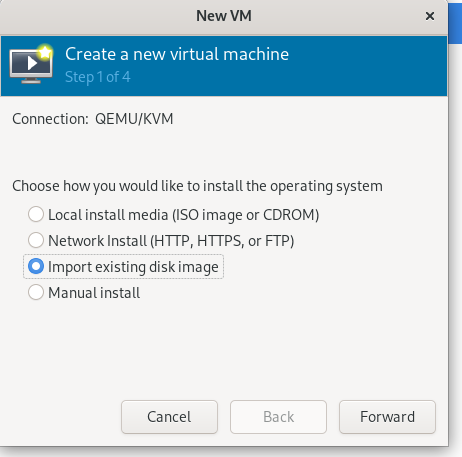 New VM
Create a new virtual machine
Step 1 of 4
Connection: QEMU/KVM
Choose how you would like to install the operating system
Local install media (ISO image or CDROM)
Network Install (HTTP, HTTPS, or FTP)
Import existing disk image
Manual install
Cancel Back Forward